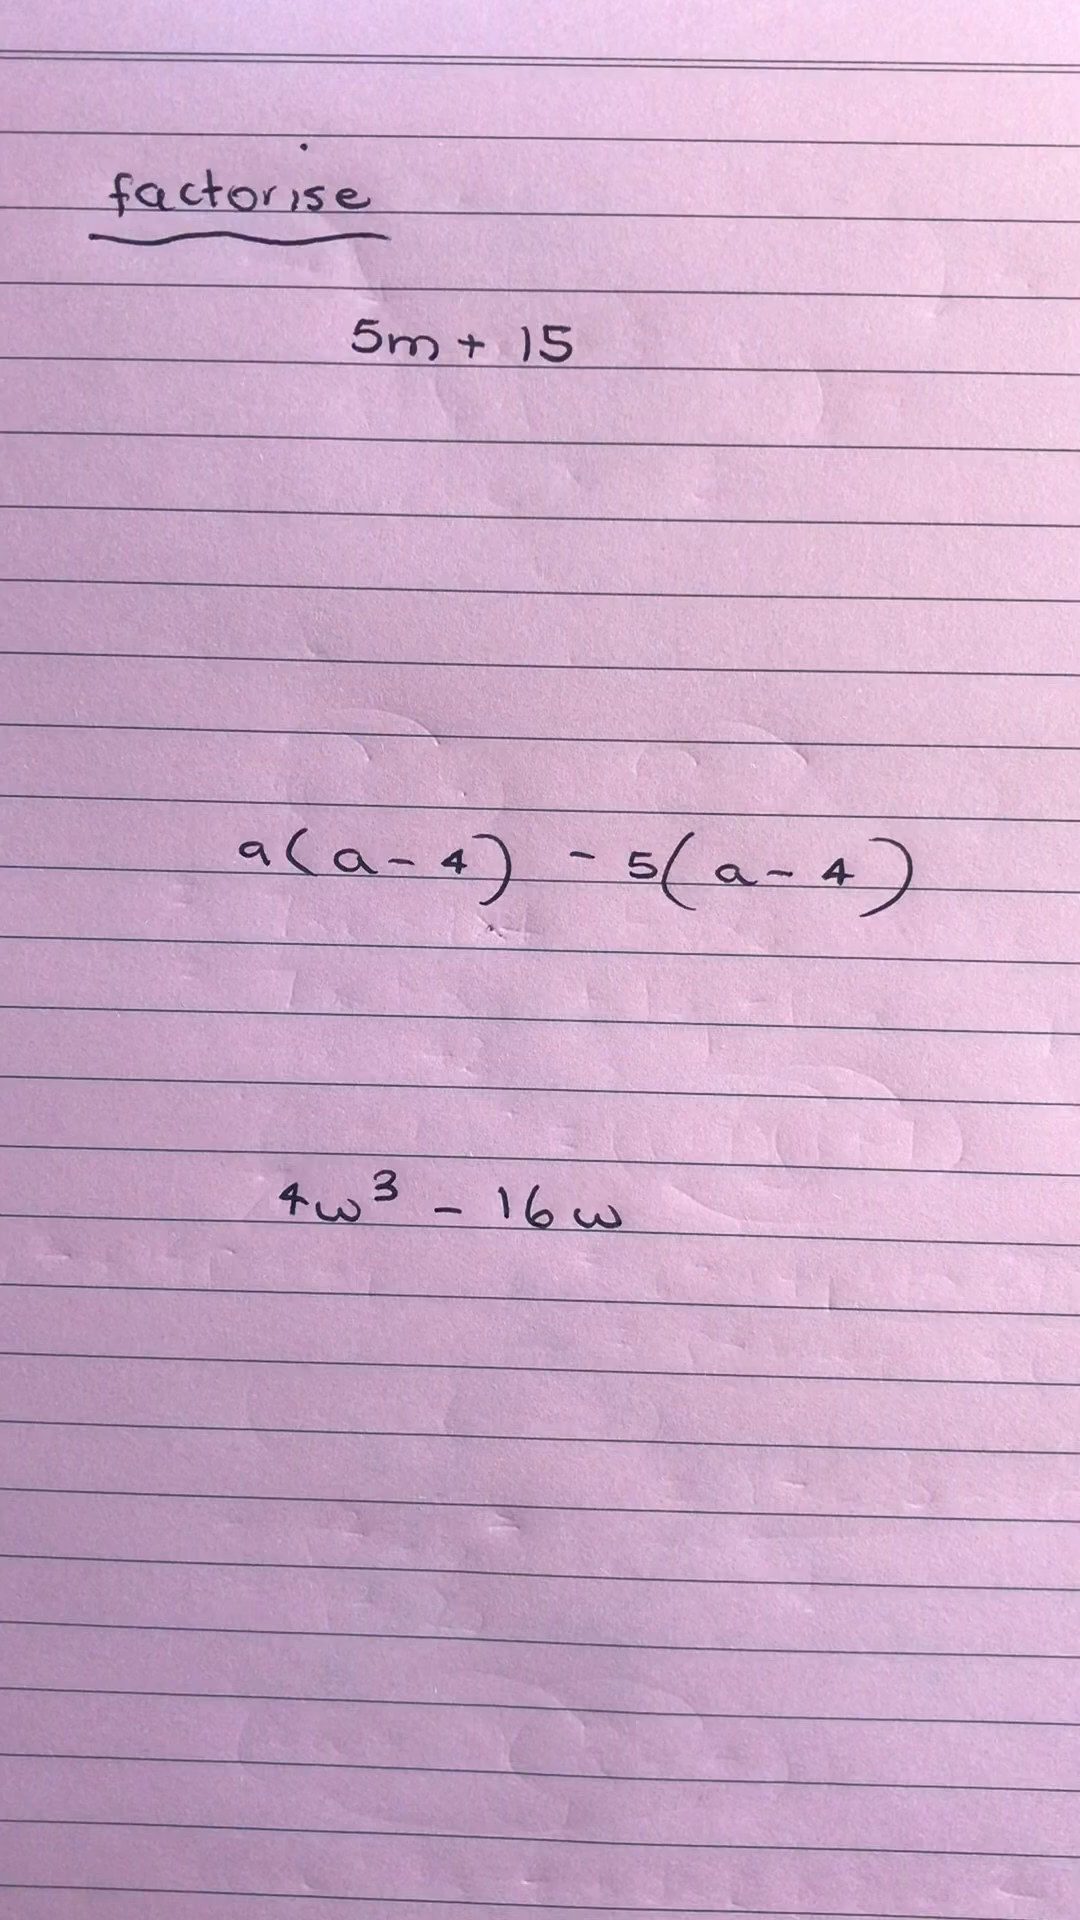 factorise
5m + 15
a(a - 4) - 5(a - 4)
4w³ - 16w